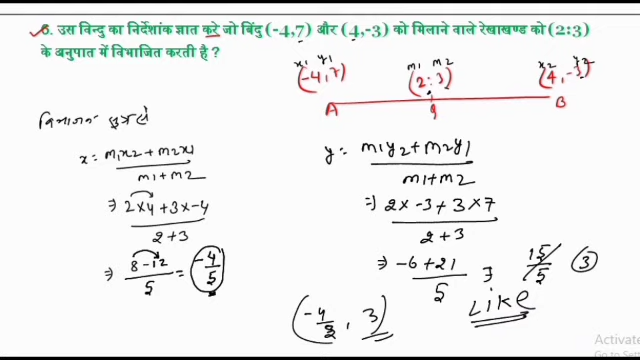 6. उस विन्दु का निर्देशांक ज्ञात करे जो बिंदु (-4,7) और (4,-3) को मिलाने वाले रेखाखण्ड को (2:3)
के अनुपात में विभाजित करती है ?
x1 y1 m1 m2 x2 y2
(-4,7) (2:3) (4,-3)
A B
विभाजन सूत्र से
x = m1x2 + m2x1 / m1+m2
y = m1y2 + m2y1 / m1+m2
⇒ 2×4 +3×-4 / 2+3
⇒ 2×-3 + 3×7 / 2+3
⇒ 8-12 / 5 = -4/5
⇒ -6+21 / 5 ⇒ 15/5 3
(-4/5, 3) Like
Activate
Go to Setti